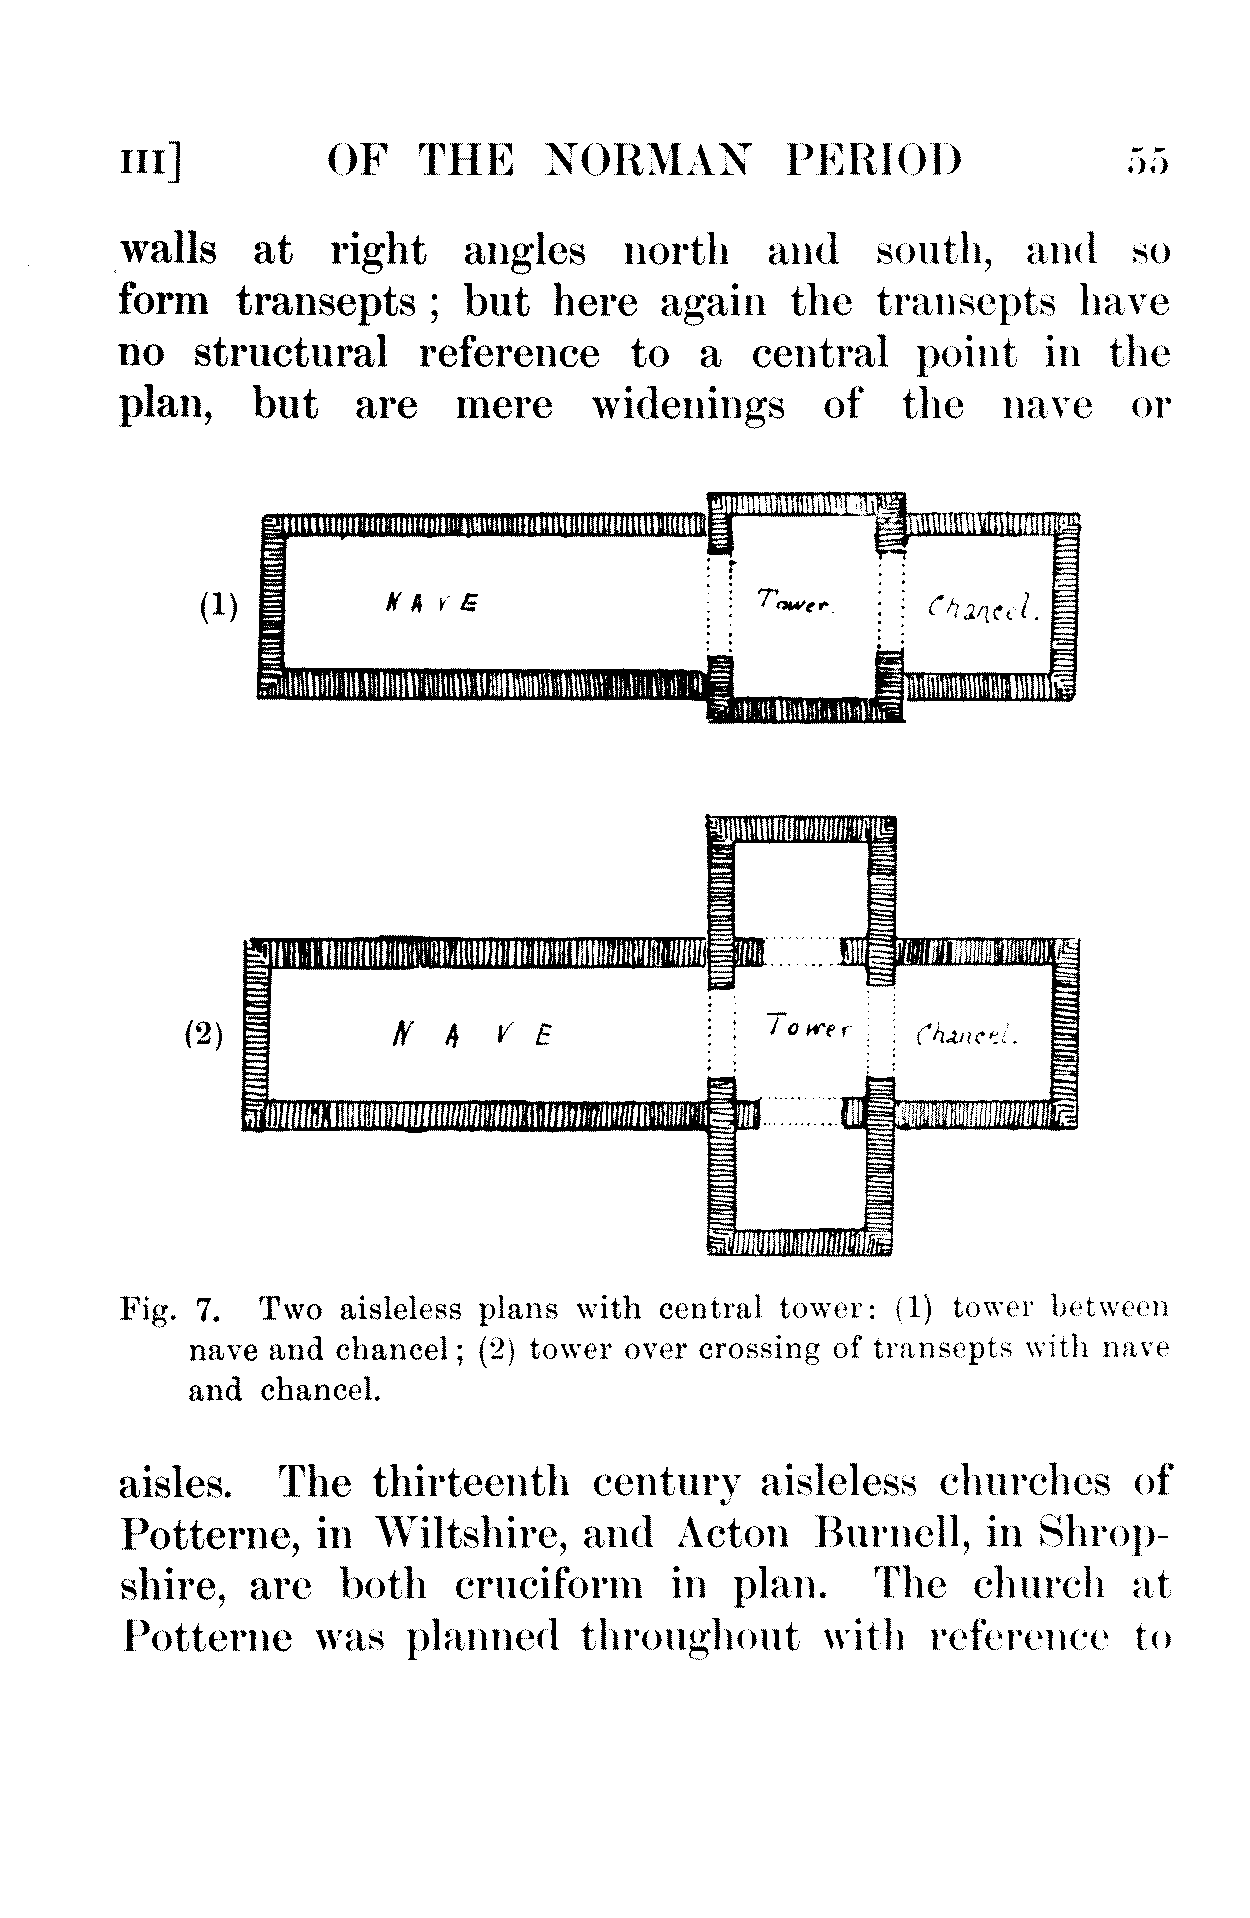 III] OF THE NORMAN PERIOD 55
walls at right angles north and south, and so
form transepts ; but here again the transepts have
no structural reference to a central point in the
plan, but are mere widenings of the nave or
(1) NAVE Tower. Chancel.
(2) NAVE Tower Chancel.
Fig. 7. Two aisleless plans with central tower: (1) tower between
nave and chancel; (2) tower over crossing of transepts with nave
and chancel.
aisles. The thirteenth century aisleless churches of
Potterne, in Wiltshire, and Acton Burnell, in Shrop-
shire, are both cruciform in plan. The church at
Potterne was planned throughout with reference to